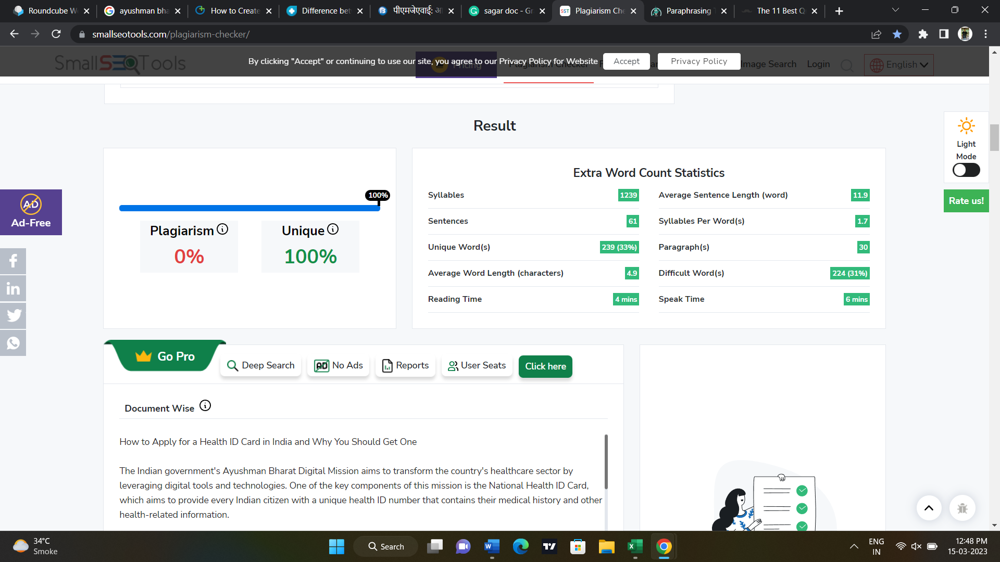 Roundcube W
ayushman bha
How to Create
Difference bet
पीएमजेएवाई: आ
sagar doc - Gr
Plagiarism Che
Paraphrasing T
The 11 Best Q
smallseotools.com/plagiarism-checker/
SmallSEOTools
By clicking "Accept" or continuing to use our site, you agree to our Privacy Policy for Website
Accept
Privacy Policy
Pricing
Plagiarism Checker
Image Search
Login
English
Result
Light
Mode
Rate us!
AD
Ad-Free
100%
Plagiarism
0%
Unique
100%
Extra Word Count Statistics
Syllables 1239
Average Sentence Length (word) 11.9
Sentences 61
Syllables Per Word(s) 1.7
Unique Word(s) 239 (33%)
Paragraph(s) 30
Average Word Length (characters) 4.9
Difficult Word(s) 224 (31%)
Reading Time 4 mins
Speak Time 6 mins
Go Pro
Deep Search
AD No Ads
Reports
User Seats
Click here
Document Wise
How to Apply for a Health ID Card in India and Why You Should Get One
The Indian government's Ayushman Bharat Digital Mission aims to transform the country's healthcare sector by
leveraging digital tools and technologies. One of the key components of this mission is the National Health ID Card,
which aims to provide every Indian citizen with a unique health ID number that contains their medical history and other
health-related information.
34°C
Smoke
Search
ENG
IN
12:48 PM
15-03-2023